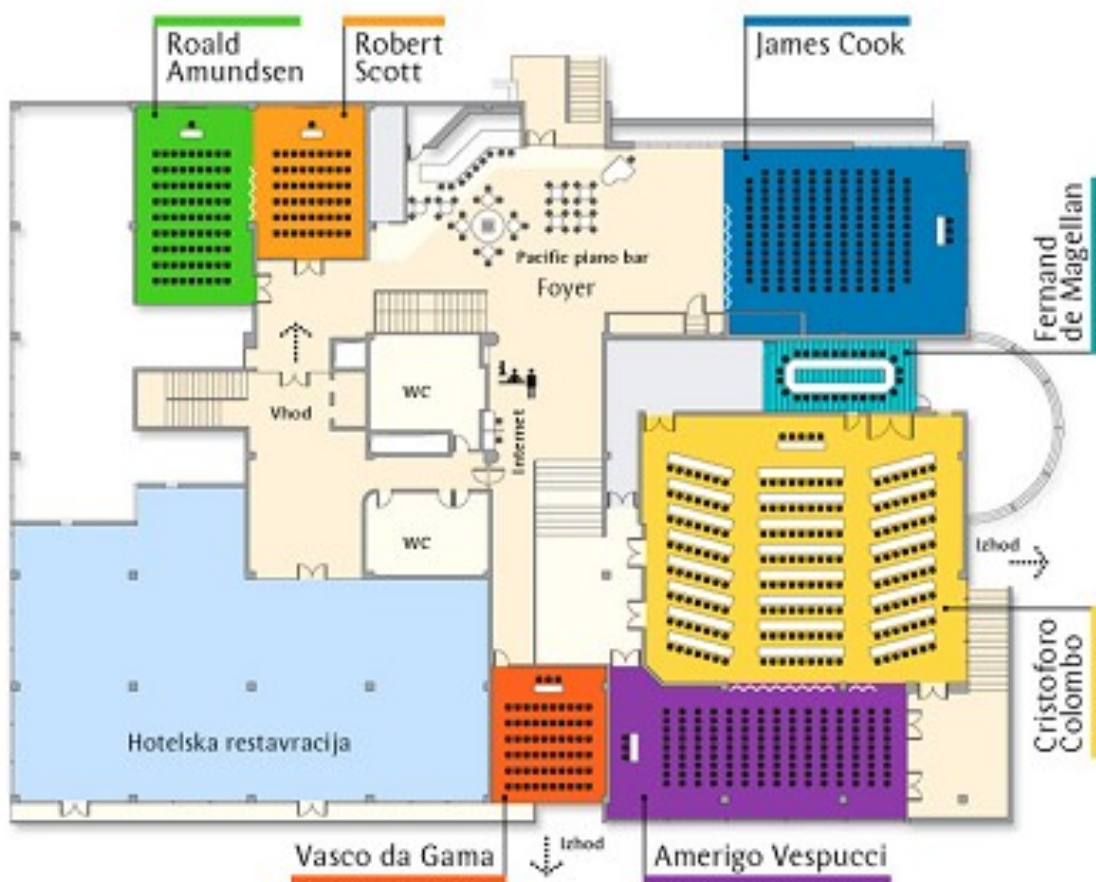 Roald
Amundsen
Robert
Scott
James Cook
Fernand
de Magellan
Pacific piano bar
Foyer
WC
Vhod
Internet
WC
Izhod
Cristoforo
Colombo
Hotelska restavracija
Vasco da Gama
Izhod
Amerigo Vespucci